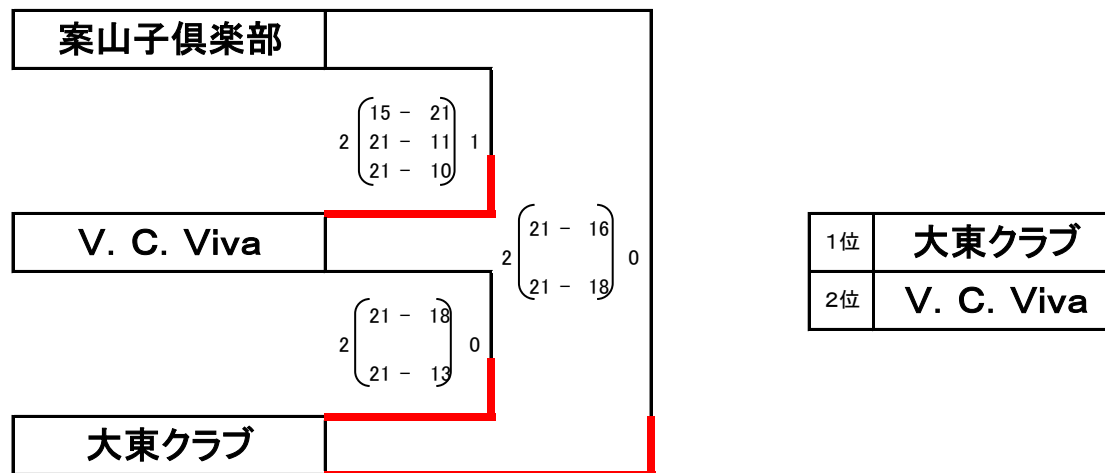 案山子倶楽部
15 − 21
2 21 − 11 1
21 − 10
V. C. Viva
21 − 16
2 0
21 − 18
21 − 18
2 0
21 − 13
大東クラブ
1位 大東クラブ
2位 V. C. Viva